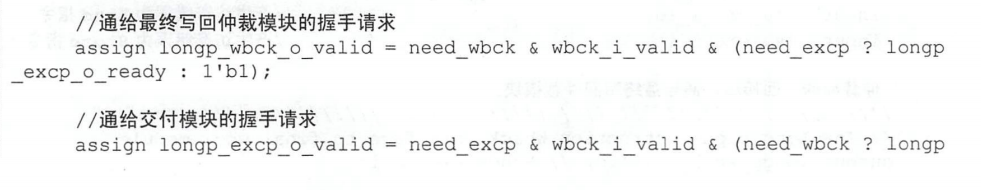 //通给最终写回仲裁模块的握手请求
assign longp_wbck_o_valid = need_wbck & wbck_i_valid & (need_excp ? longp
_excp_o_ready : 1'b1);
//通给交付模块的握手请求
assign longp_excp_o_valid = need_excp & wbck_i_valid & (need_wbck ? longp